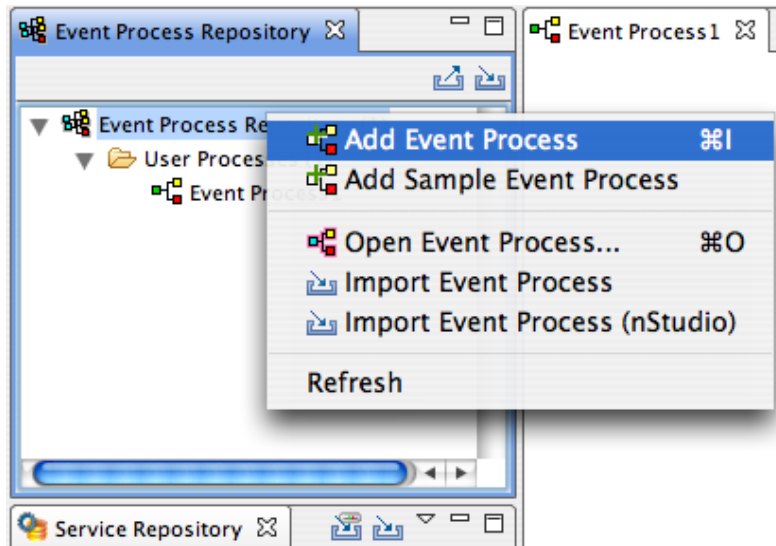 Event Process Repository
Event Process1
Event Process Re
User Proces
Event Pr
Add Event Process ⌘I
Add Sample Event Process
Open Event Process... ⌘O
Import Event Process
Import Event Process (nStudio)
Refresh
Service Repository